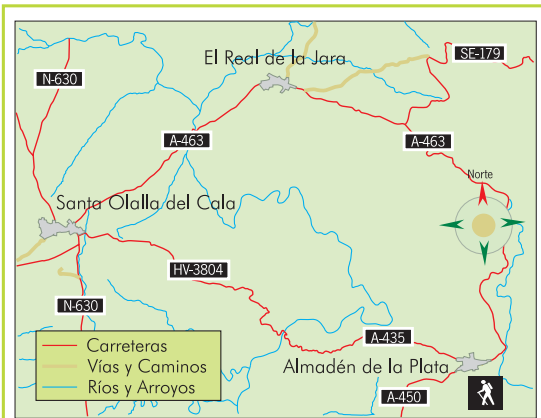 El Real de la Jara
SE-179
N-630
A-463
A-463
Norte
Santa Olalla del Cala
HV-3804
N-630
A-435
Carreteras
Vías y Caminos
Ríos y Arroyos
Almadén de la Plata
A-450